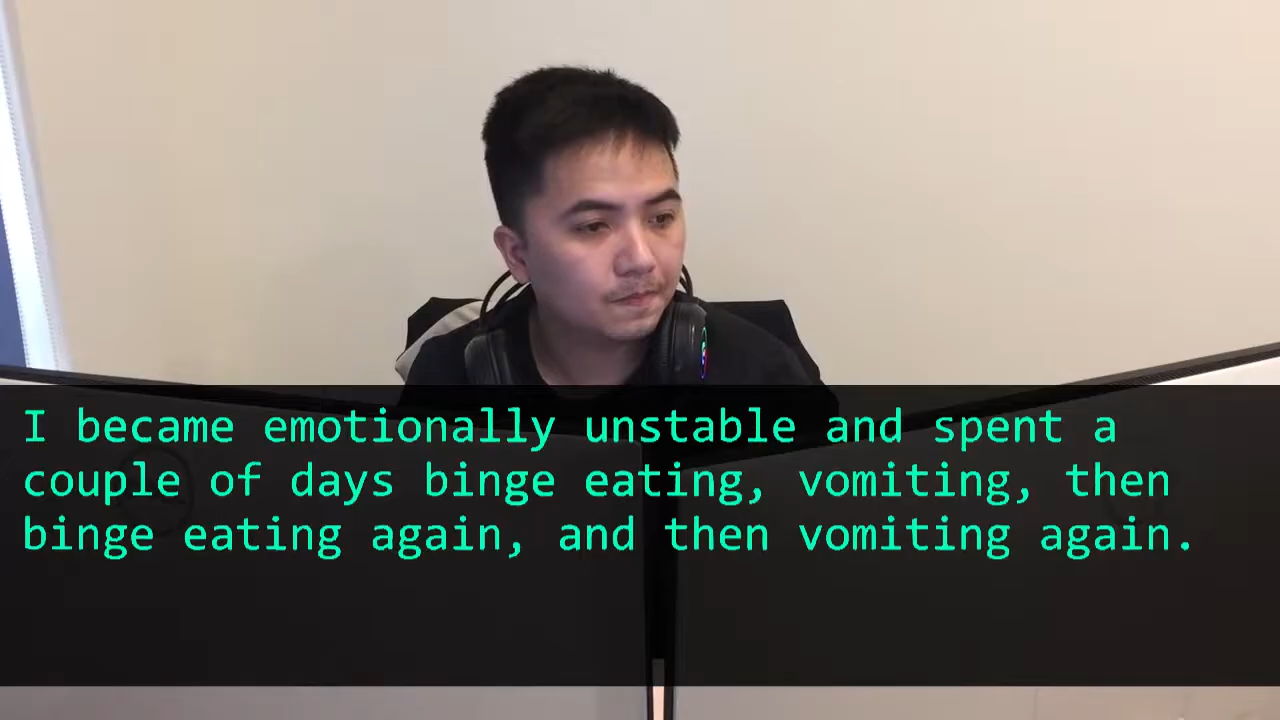 I became emotionally unstable and spent a
couple of days binge eating, vomiting, then
binge eating again, and then vomiting again.